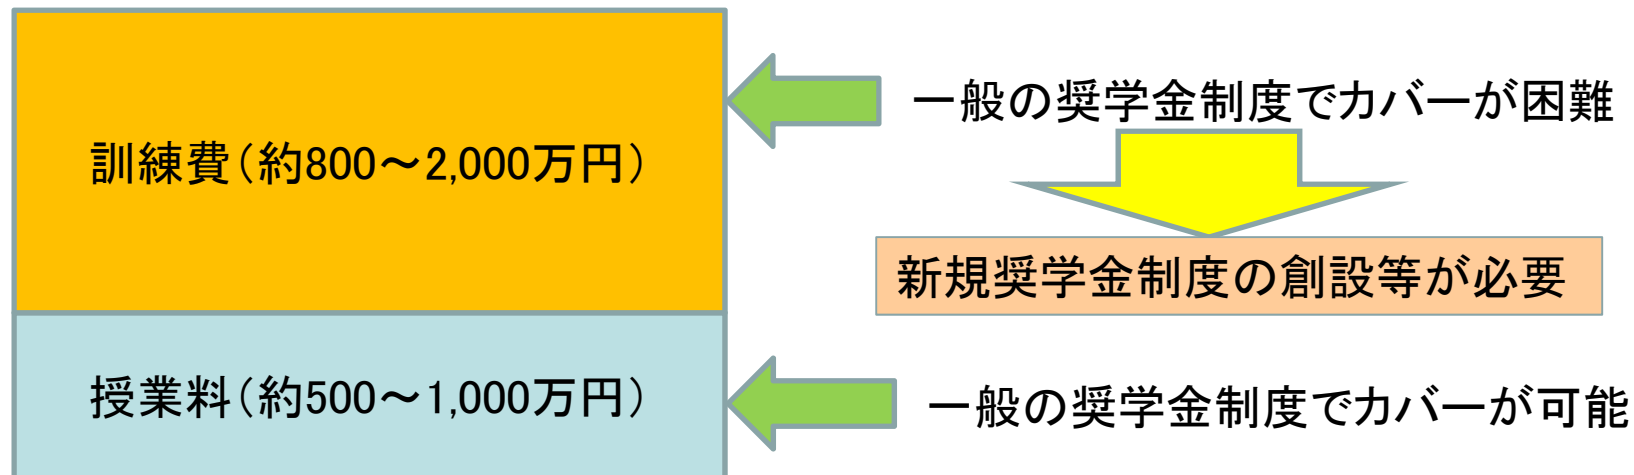 一般の奨学金制度でカバーが困難
訓練費（約800～2,000万円）
新規奨学金制度の創設等が必要
授業料（約500～1,000万円）
一般の奨学金制度でカバーが可能